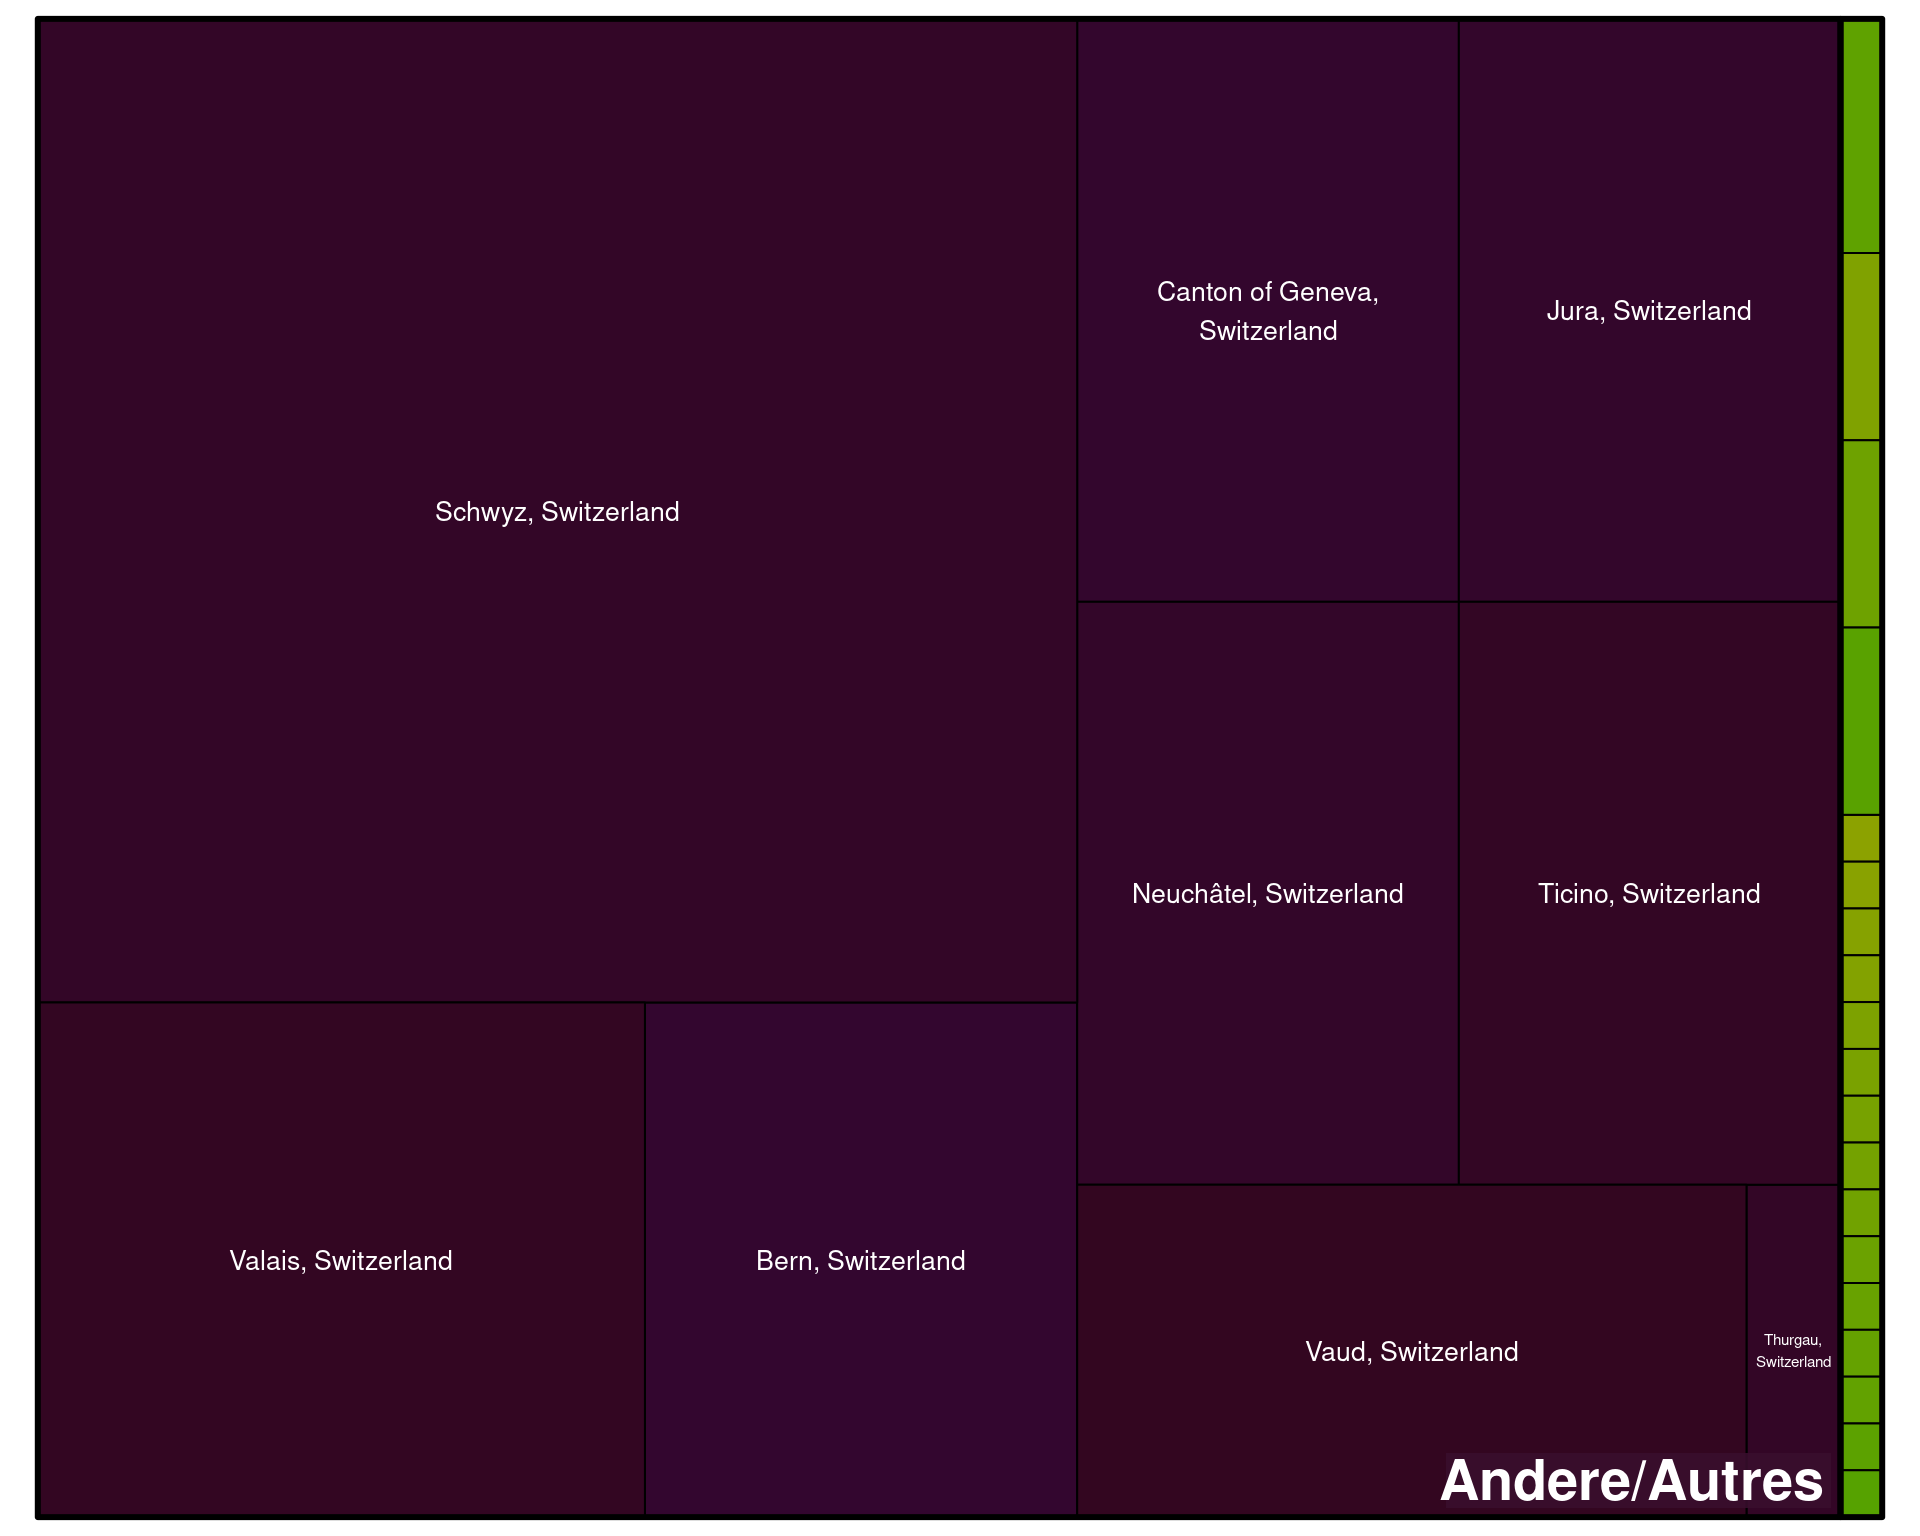 Schwyz, Switzerland
Canton of Geneva,
Switzerland
Jura, Switzerland
Neuchâtel, Switzerland
Ticino, Switzerland
Valais, Switzerland
Bern, Switzerland
Vaud, Switzerland
Thurgau,
Switzerland
Andere/Autres